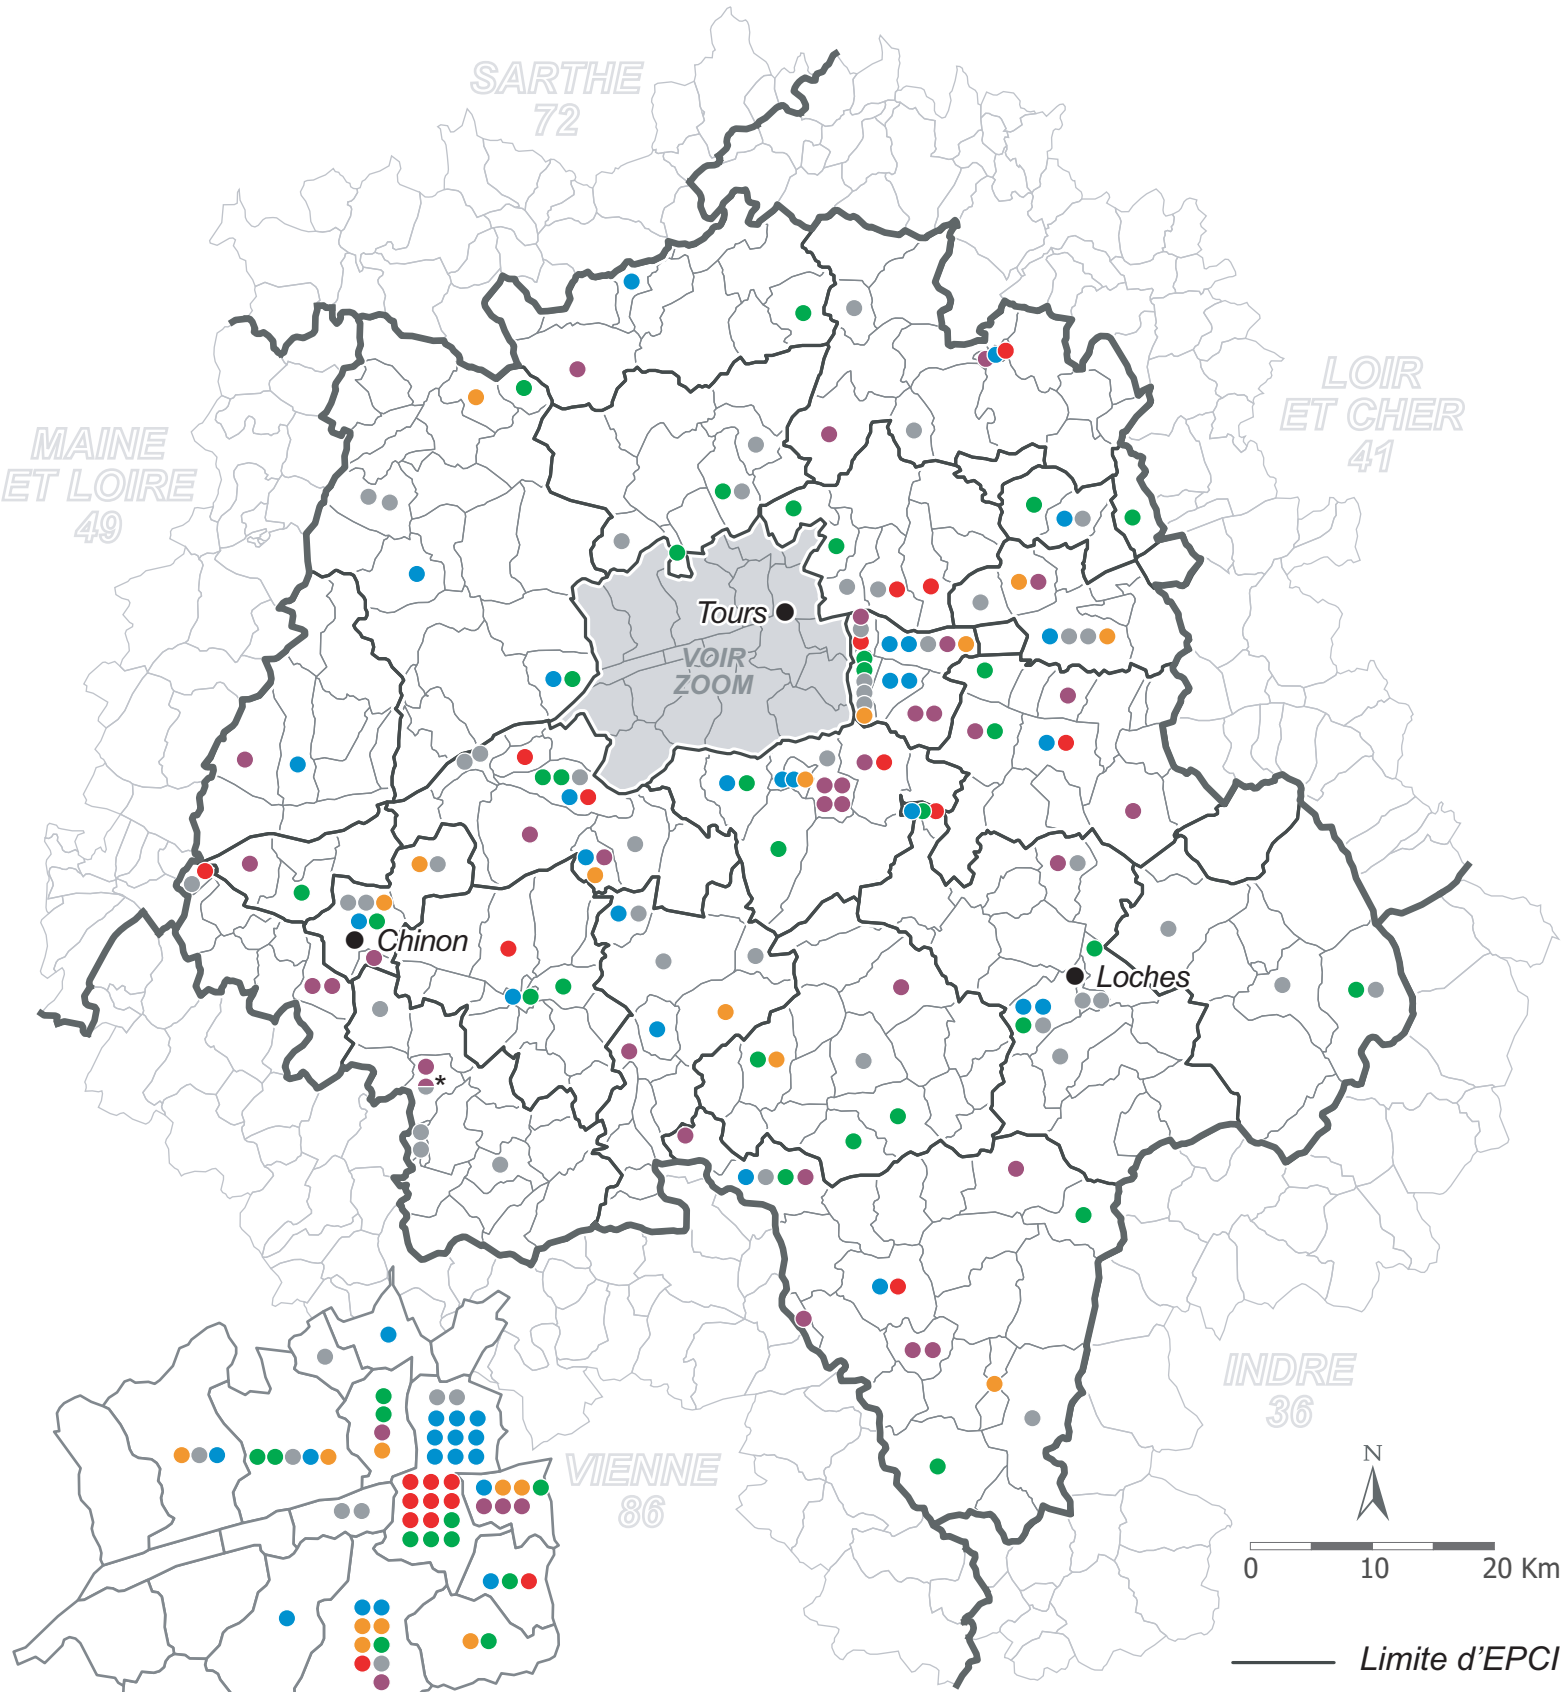 SARTHE
72
LOIR
ET CHER
41
MAINE
ET LOIRE
49
Tours
VOIR
ZOOM
Chinon
Loches
*
INDRE
36
VIENNE
86
N
0 10 20 Km
Limite d'EPCI